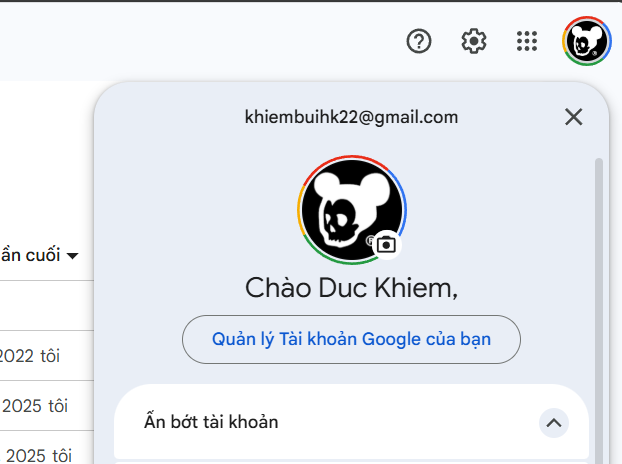 khiembuihk22@gmail.com
Chào Duc Khiem,
Quản lý Tài khoản Google của bạn
Ẩn bớt tài khoản
ần cuối
2022 tôi
2025 tôi
2025 tôi